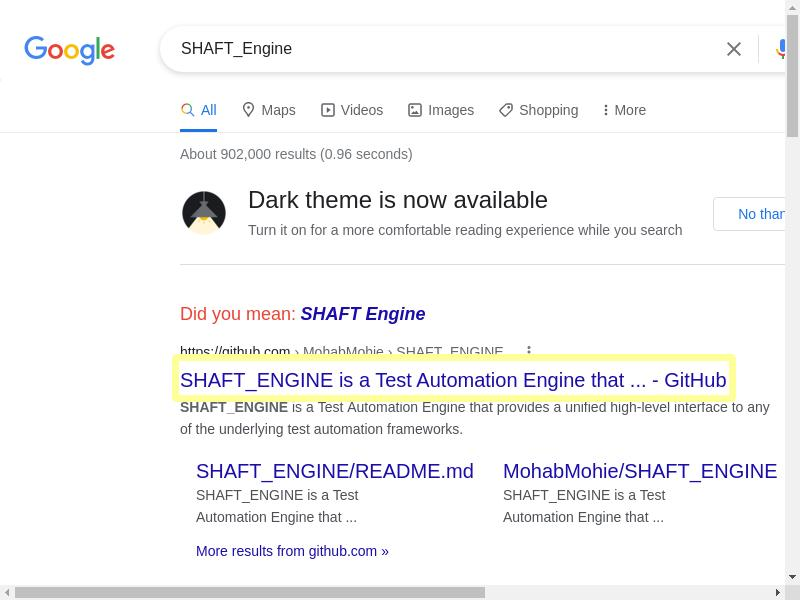 Google
SHAFT_Engine
All Maps Videos Images Shopping More
About 902,000 results (0.96 seconds)
Dark theme is now available
Turn it on for a more comfortable reading experience while you search
No than
Did you mean: SHAFT Engine
https://github.com › MohabMohie › SHAFT_ENGINE
SHAFT_ENGINE is a Test Automation Engine that ... - GitHub
SHAFT_ENGINE is a Test Automation Engine that provides a unified high-level interface to any
of the underlying test automation frameworks.
SHAFT_ENGINE/README.md
SHAFT_ENGINE is a Test
Automation Engine that ...
MohabMohie/SHAFT_ENGINE
SHAFT_ENGINE is a Test
Automation Engine that ...
More results from github.com »